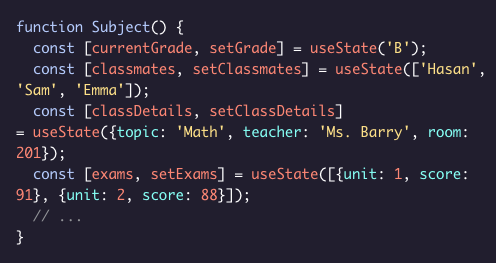 function Subject() {
  const [currentGrade, setGrade] = useState('B');
  const [classmates, setClassmates] = useState(['Hasan',
'Sam', 'Emma']);
  const [classDetails, setClassDetails]
= useState({topic: 'Math', teacher: 'Ms. Barry', room:
201});
  const [exams, setExams] = useState([{unit: 1, score:
91}, {unit: 2, score: 88}]);
  // ...
}